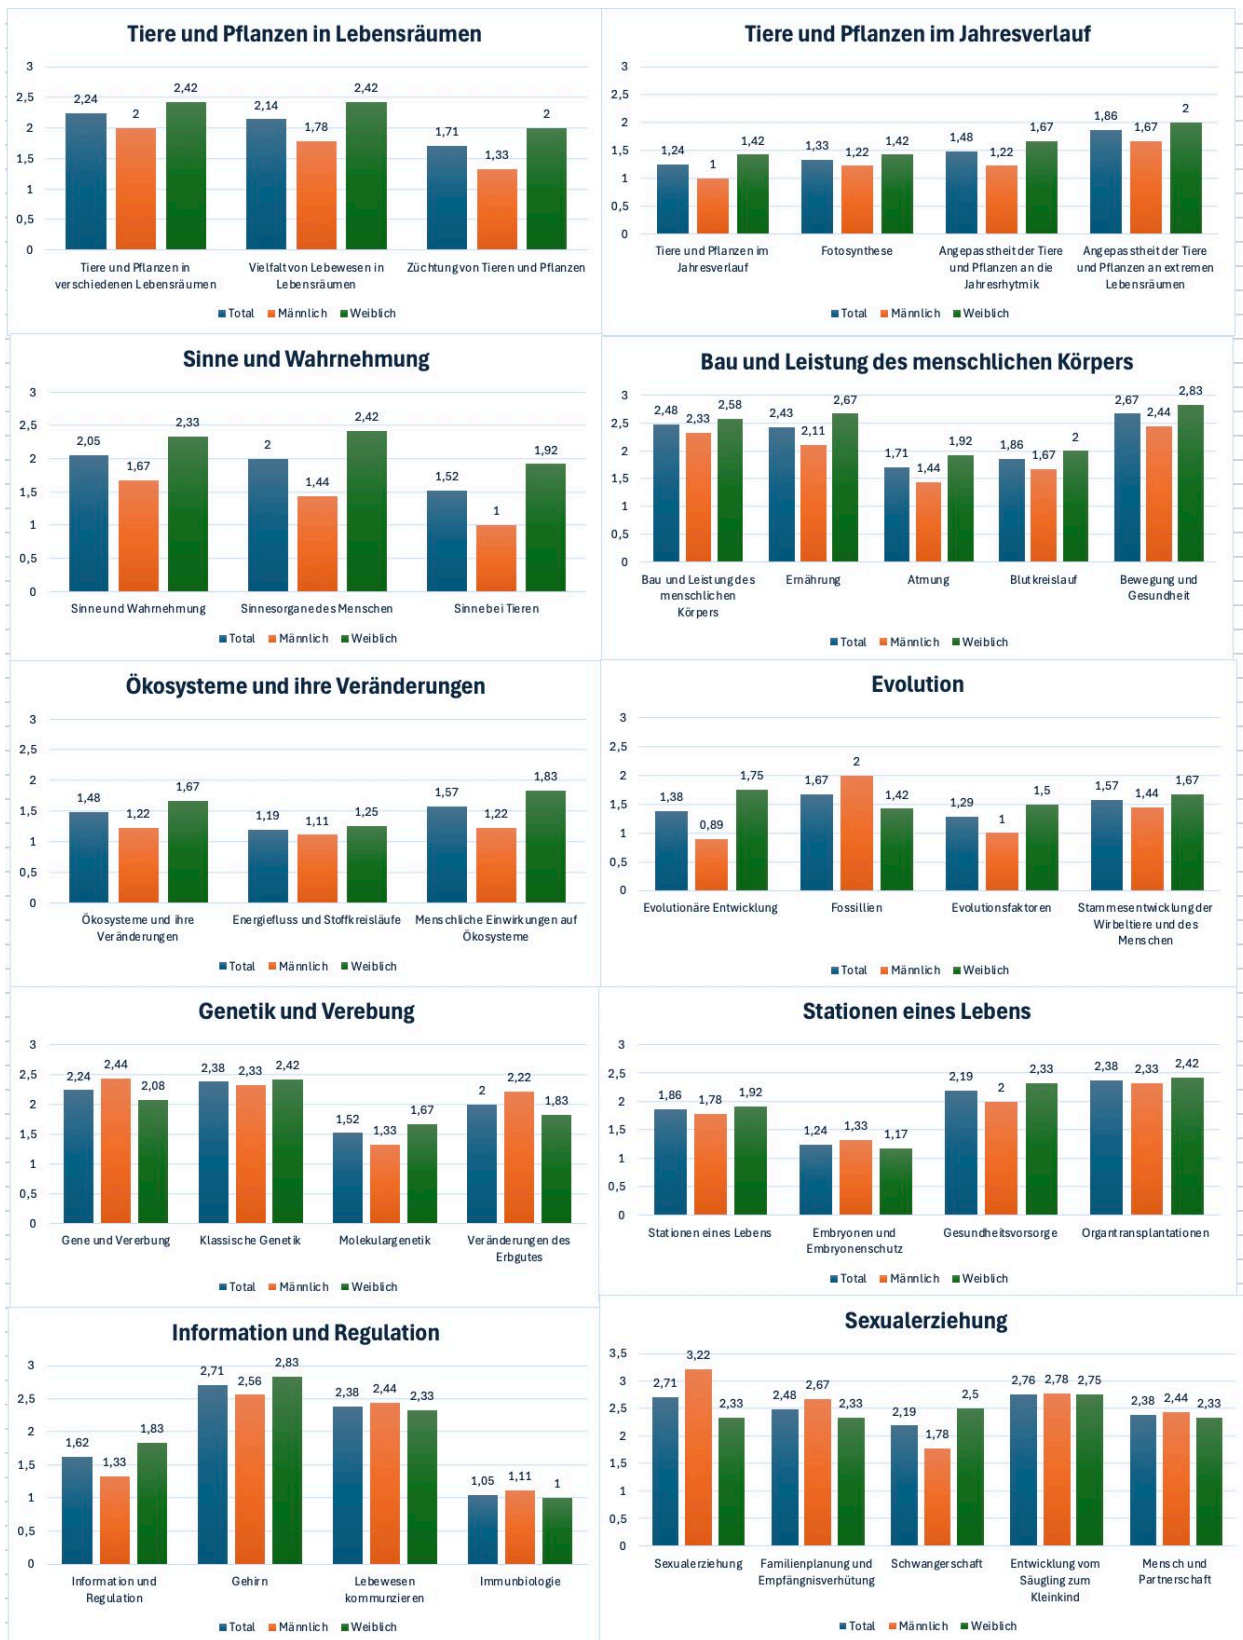 Tiere und Pflanzen in Lebensräumen
3
2,5
2
1,5
1
0,5
0
2,24
2
2,42
2,14
1,78
2,42
1,71
1,33
2
Tiere und Pflanzen in
verschiedenen Lebensräumen
Vielfalt von Lebewesen in
Lebensräumen
Züchtung von Tieren und Pflanzen
Total Männlich Weiblich
Tiere und Pflanzen im Jahresverlauf
3
2,5
2
1,5
1
0,5
0
1,24
1
1,42
1,33
1,22
1,42
1,48
1,22
1,67
1,86
1,67
2
Tiere und Pflanzen im
Jahresverlauf
Fotosynthese
Angepasstheit der Tiere
und Pflanzen an die
Jahresrhytmik
Angepasstheit der Tiere
und Pflanzen an extremen
Lebensräumen
Total Männlich Weiblich
Sinne und Wahrnehmung
3
2,5
2
1,5
1
0,5
0
2,05
1,67
2,33
2
1,44
2,42
1,52
1
1,92
Sinne und Wahrnehmung
Sinnesorgane des Menschen
Sinne bei Tieren
Total Männlich Weiblich
Bau und Leistung des menschlichen Körpers
3
2,5
2
1,5
1
0,5
0
2,48
2,33
2,58
2,43
2,11
2,67
1,71
1,44
1,92
1,86
1,67
2
2,67
2,44
2,83
Bau und Leistung des
menschlichen
Körpers
Ernährung
Atmung
Blutkreislauf
Bewegung und
Gesundheit
Total Männlich Weiblich
Ökosysteme und ihre Veränderungen
3
2,5
2
1,5
1
0,5
0
1,48
1,22
1,67
1,19
1,11
1,25
1,57
1,22
1,83
Ökosysteme und ihre
Veränderungen
Energiefluss und Stoffkreisläufe
Menschliche Einwirkungen auf
Ökosysteme
Total Männlich Weiblich
Evolution
3
2,5
2
1,5
1
0,5
0
1,38
0,89
1,75
1,67
2
1,42
1,29
1
1,5
1,57
1,44
1,67
Evolutionäre Entwicklung
Fossillien
Evolutionsfaktoren
Stammesentwicklung der
Wirbeltiere und des
Menschen
Total Männlich Weiblich
Genetik und Verebung
3
2,5
2
1,5
1
0,5
0
2,24
2,44
2,08
2,38
2,33
2,42
1,52
1,33
1,67
2
2,22
1,83
Gene und Vererbung
Klassische Genetik
Molekulargenetik
Veränderungen des
Erbgutes
Total Männlich Weiblich
Stationen eines Lebens
3
2,5
2
1,5
1
0,5
0
1,86
1,78
1,92
1,24
1,33
1,17
2,19
2
2,33
2,38
2,33
2,42
Stationen eines Lebens
Embryonen und
Embryonenschutz
Gesundheitsvorsorge
Organtransplantationen
Total Männlich Weiblich
Information und Regulation
3
2,5
2
1,5
1
0,5
0
1,62
1,33
1,83
2,71
2,56
2,83
2,38
2,44
2,33
1,05
1,11
1
Information und
Regulation
Gehirn
Lebewesen
kommunzieren
Immunbiologie
Total Männlich Weiblich
Sexualerziehung
3,5
3
2,5
2
1,5
1
0,5
0
2,71
3,22
2,33
2,48
2,67
2,33
2,19
1,78
2,5
2,76
2,78
2,75
2,38
2,44
2,33
Sexualerziehung
Familienplanung und
Empfängnisverhütung
Schwangerschaft
Entwicklung vom
Säugling zum
Kleinkind
Mensch und
Partnerschaft
Total Männlich Weiblich